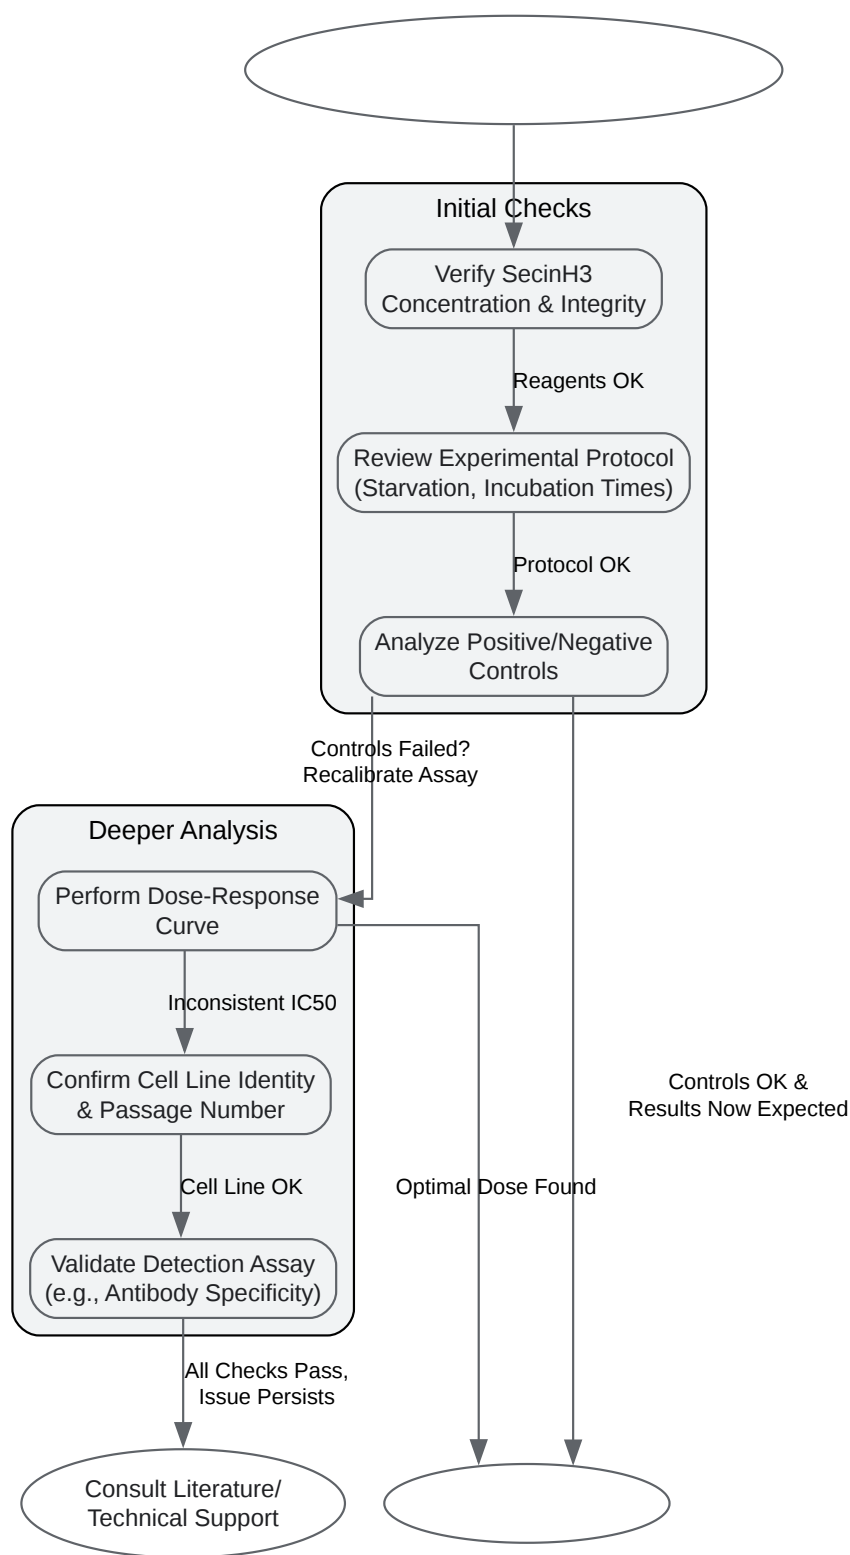 Initial Checks
Verify SecinH3
Concentration & Integrity
Reagents OK
Review Experimental Protocol
(Starvation, Incubation Times)
Protocol OK
Analyze Positive/Negative
Controls
Controls Failed?
Recalibrate Assay
Deeper Analysis
Perform Dose-Response
Curve
Inconsistent IC50
Confirm Cell Line Identity
& Passage Number
Controls OK &
Results Now Expected
Cell Line OK
Optimal Dose Found
Validate Detection Assay
(e.g., Antibody Specificity)
All Checks Pass,
Issue Persists
Consult Literature/
Technical Support